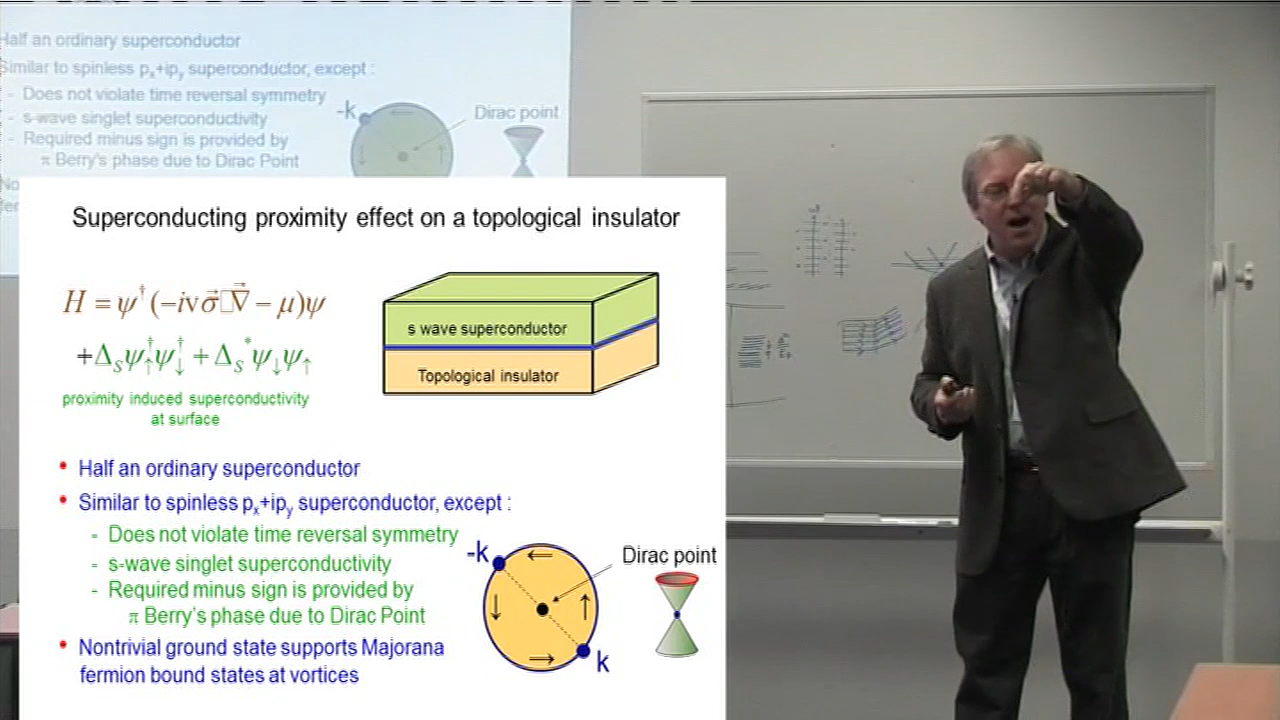 Half an ordinary superconductor
Similar to spinless pₓ+ip_y superconductor, except :
- Does not violate time reversal symmetry
- s-wave singlet superconductivity
- Required minus sign is provided by
π Berry's phase due to Dirac Point
-k
Dirac point
Superconducting proximity effect on a topological insulator
H = ψ†(−iv σ⃗□∇⃗ − μ)ψ
+Δ_S ψ↑†ψ↓† + Δ_S* ψ↓ψ↑
proximity induced superconductivity
at surface
s wave superconductor
Topological insulator
• Half an ordinary superconductor
• Similar to spinless pₓ+ip_y superconductor, except :
- Does not violate time reversal symmetry
- s-wave singlet superconductivity
- Required minus sign is provided by
π Berry's phase due to Dirac Point
• Nontrivial ground state supports Majorana
fermion bound states at vortices
-k
Dirac point
k